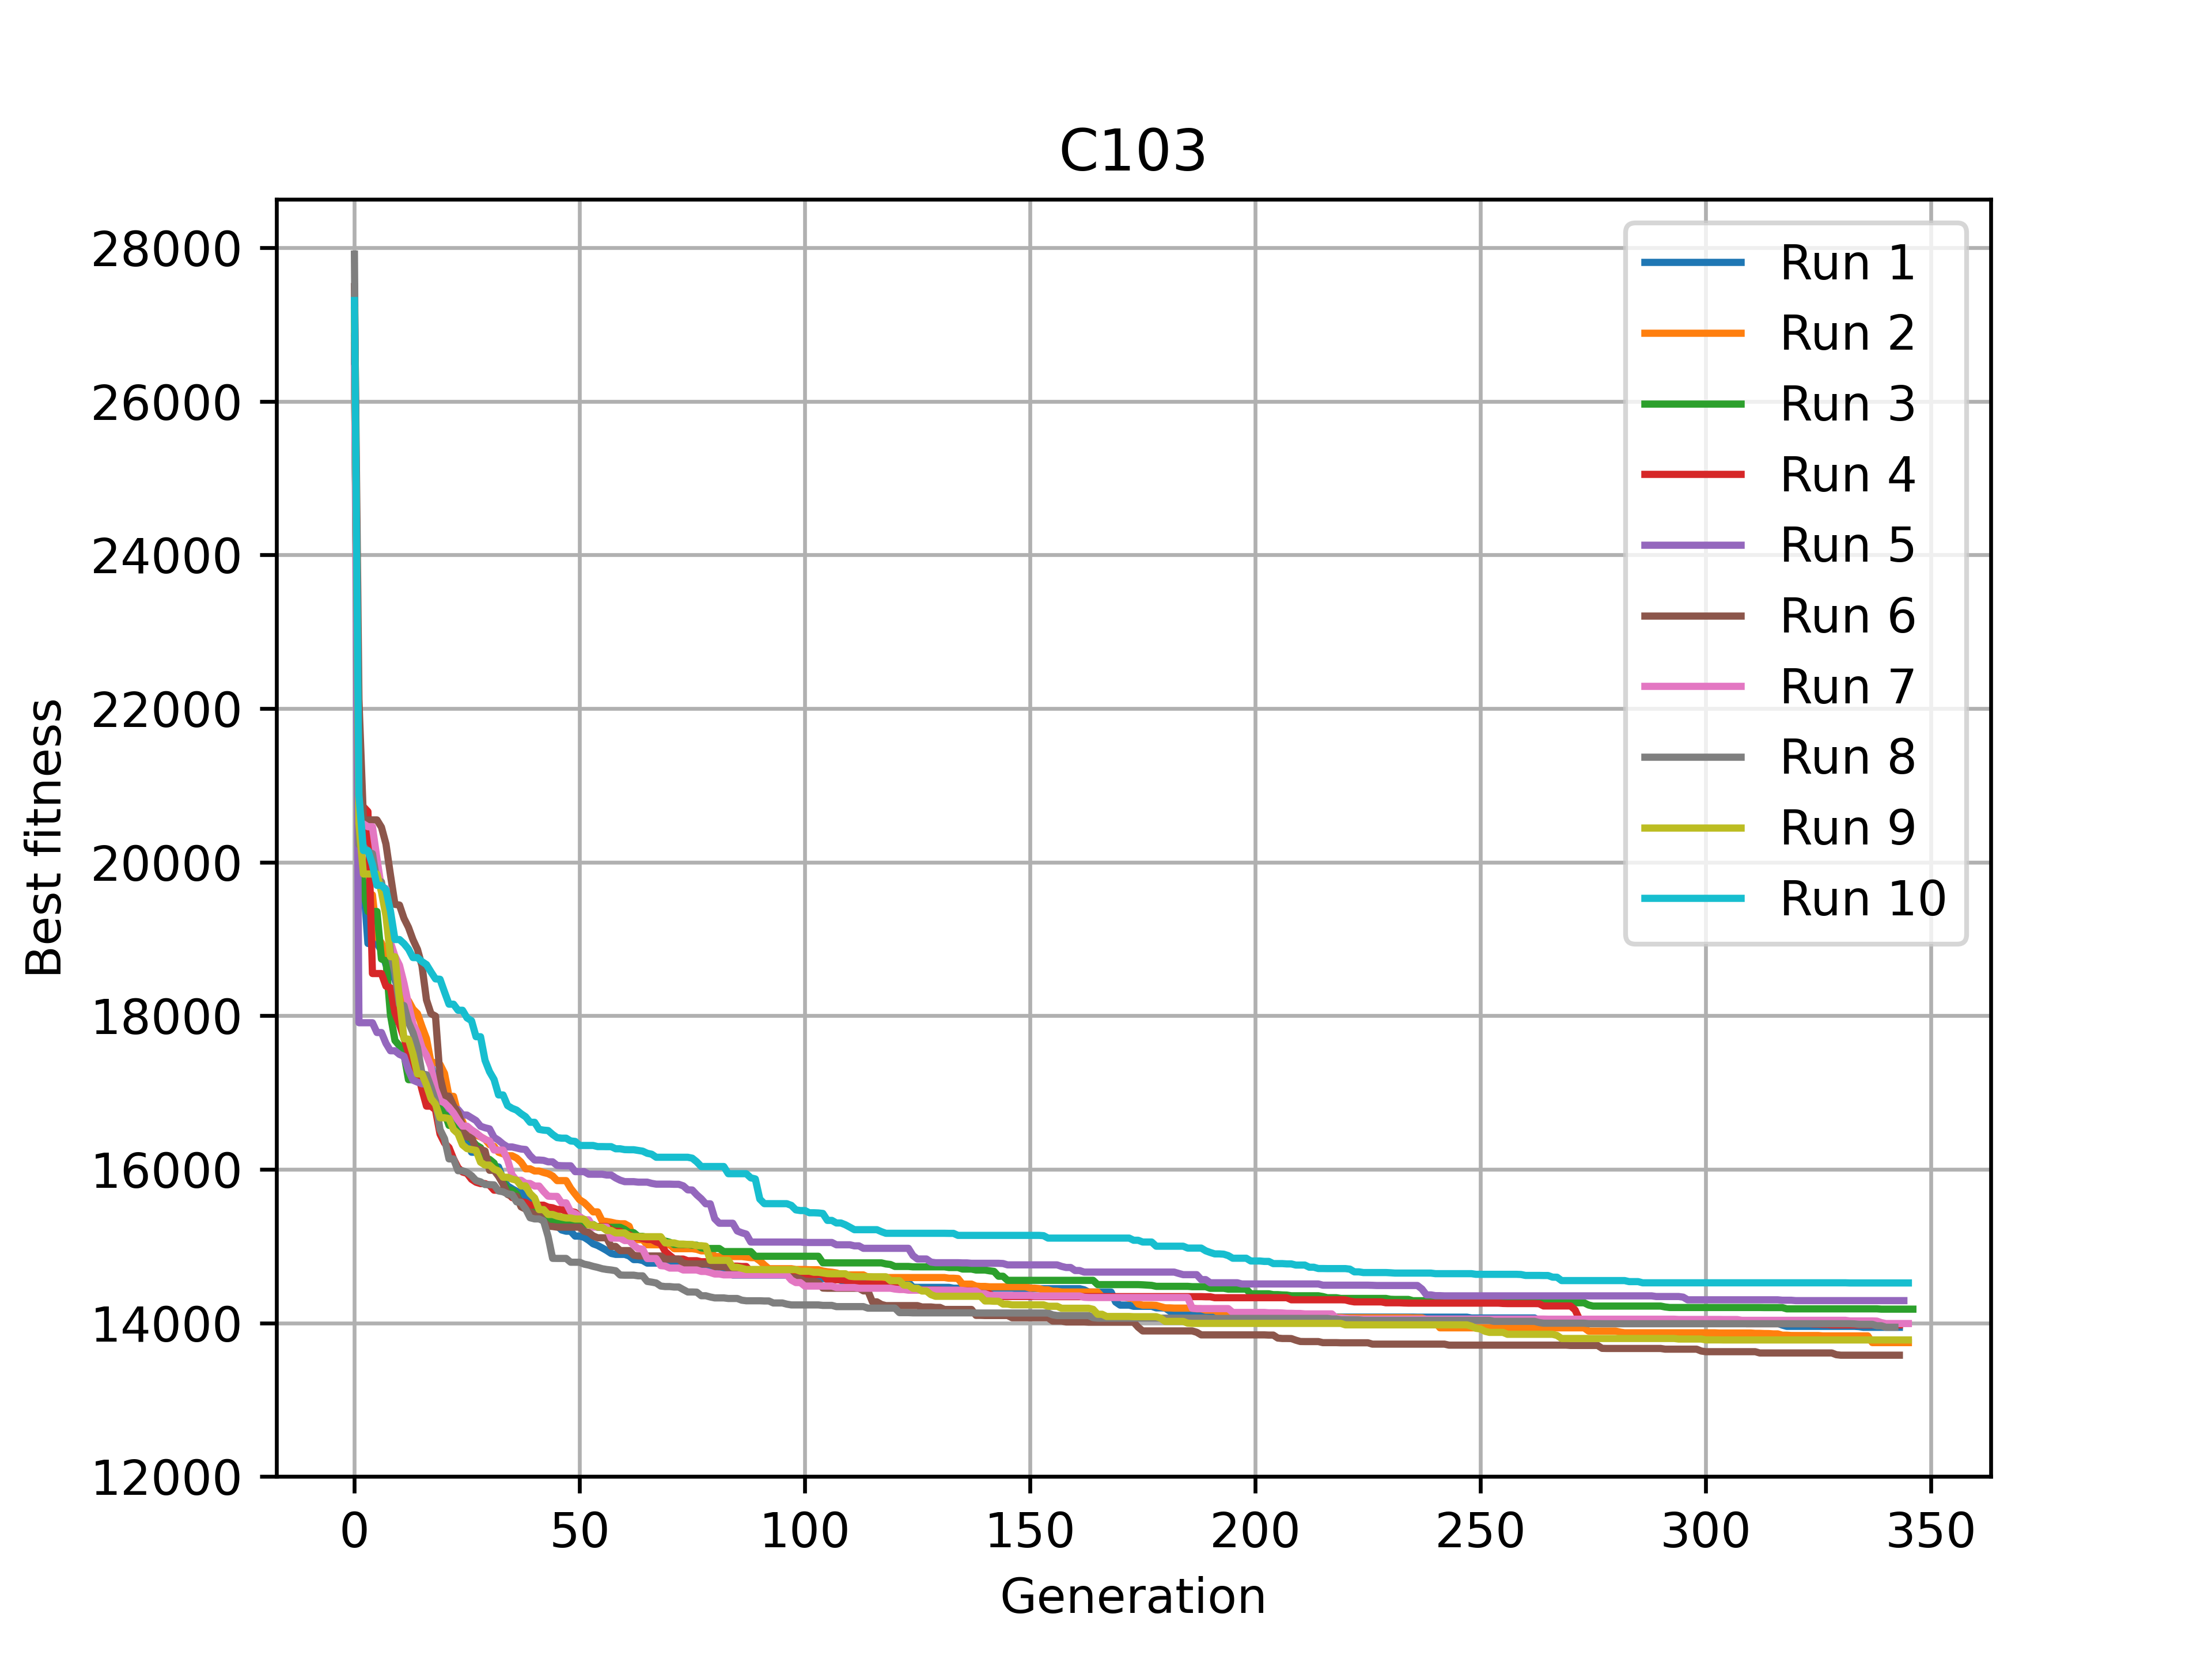 C103
Best fitness
28000
26000
24000
22000
20000
18000
16000
14000
12000
Run 1
Run 2
Run 3
Run 4
Run 5
Run 6
Run 7
Run 8
Run 9
Run 10
0 50 100 150 200 250 300 350
Generation